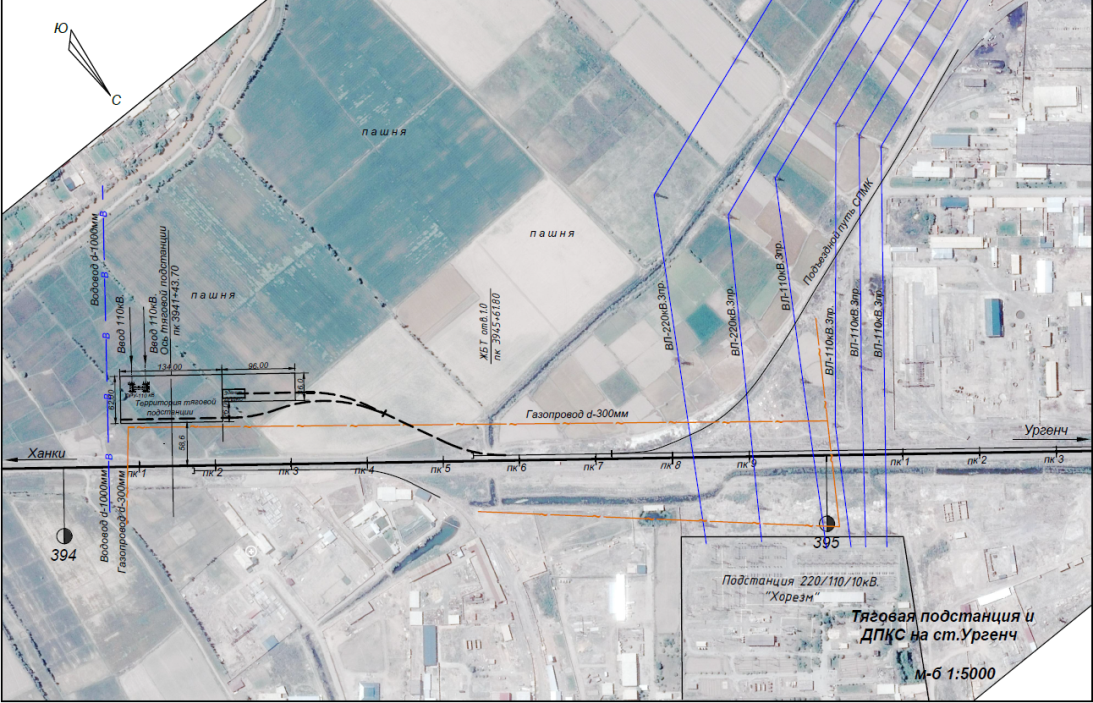 Ю
С
пашня
пашня
пашня
Водовод d-1000мм
В
В
В
В
В
Ввод 110кВ.
Ввод 110кВ.
Ось тяговой подстанции
пк 3941+43.70
134.00
96.00
Территория тяговой
подстанции
58.6
ЖБТ отв.1.0
пк 3945+61.80
ВЛ-220кВ.3пр.
ВЛ-220кВ.3пр.
ВЛ-110кВ.3пр.
ВЛ-110кВ.3пр.
ВЛ-110кВ.3пр.
ВЛ-110кВ.3пр.
Подъездной путь СПМК
Газопровод d-300мм
Ханки
Ургенч
пк 1
пк 2
пк 3
пк 4
пк 5
пк 6
пк 7
пк 8
пк 9
пк 1
пк 2
пк 3
Водовод d-1000мм
Газопровод d-300мм
394
395
Подстанция 220/110/10кВ.
"Хорезм"
Тяговая подстанция и
ДПКС на ст.Ургенч
м-б 1:5000